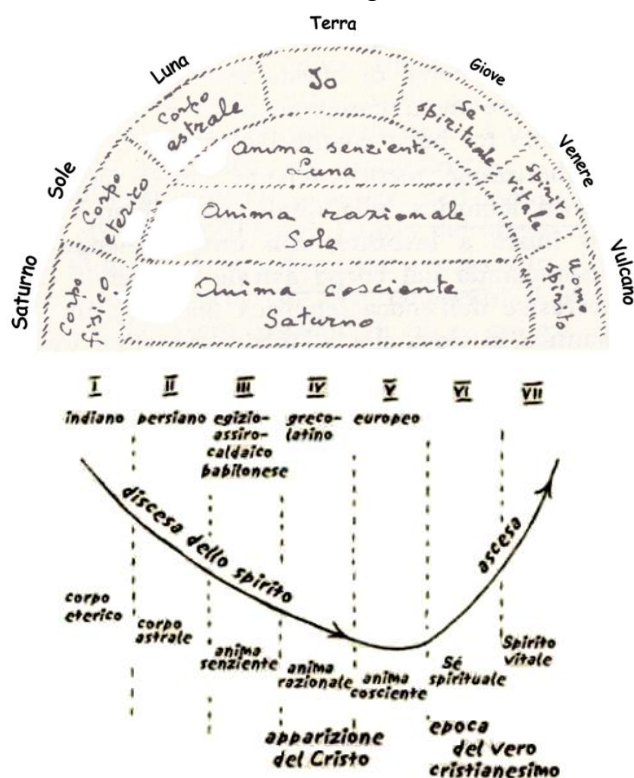 Terra
Luna
Giove
Sole
Venere
Saturno
Vulcano
Corpo
fisico
Corpo
eterico
Corpo
astrale
Io
Sé
spirituale
spirito
vitale
uomo
spirito
Anima senziente
Luna
Anima razionale
Sole
Anima cosciente
Saturno
I II III IV V VI VII
indiano persiano egizio- greco- europeo
assiro- latino
caldaico
babilonese
discesa dello spirito
ascesa
corpo
eterico
corpo
astrale
anima
senziente
anima
razionale
anima
cosciente
Sé
spirituale
Spirito
vitale
apparizione
del Cristo
epoca
del vero
cristianesimo